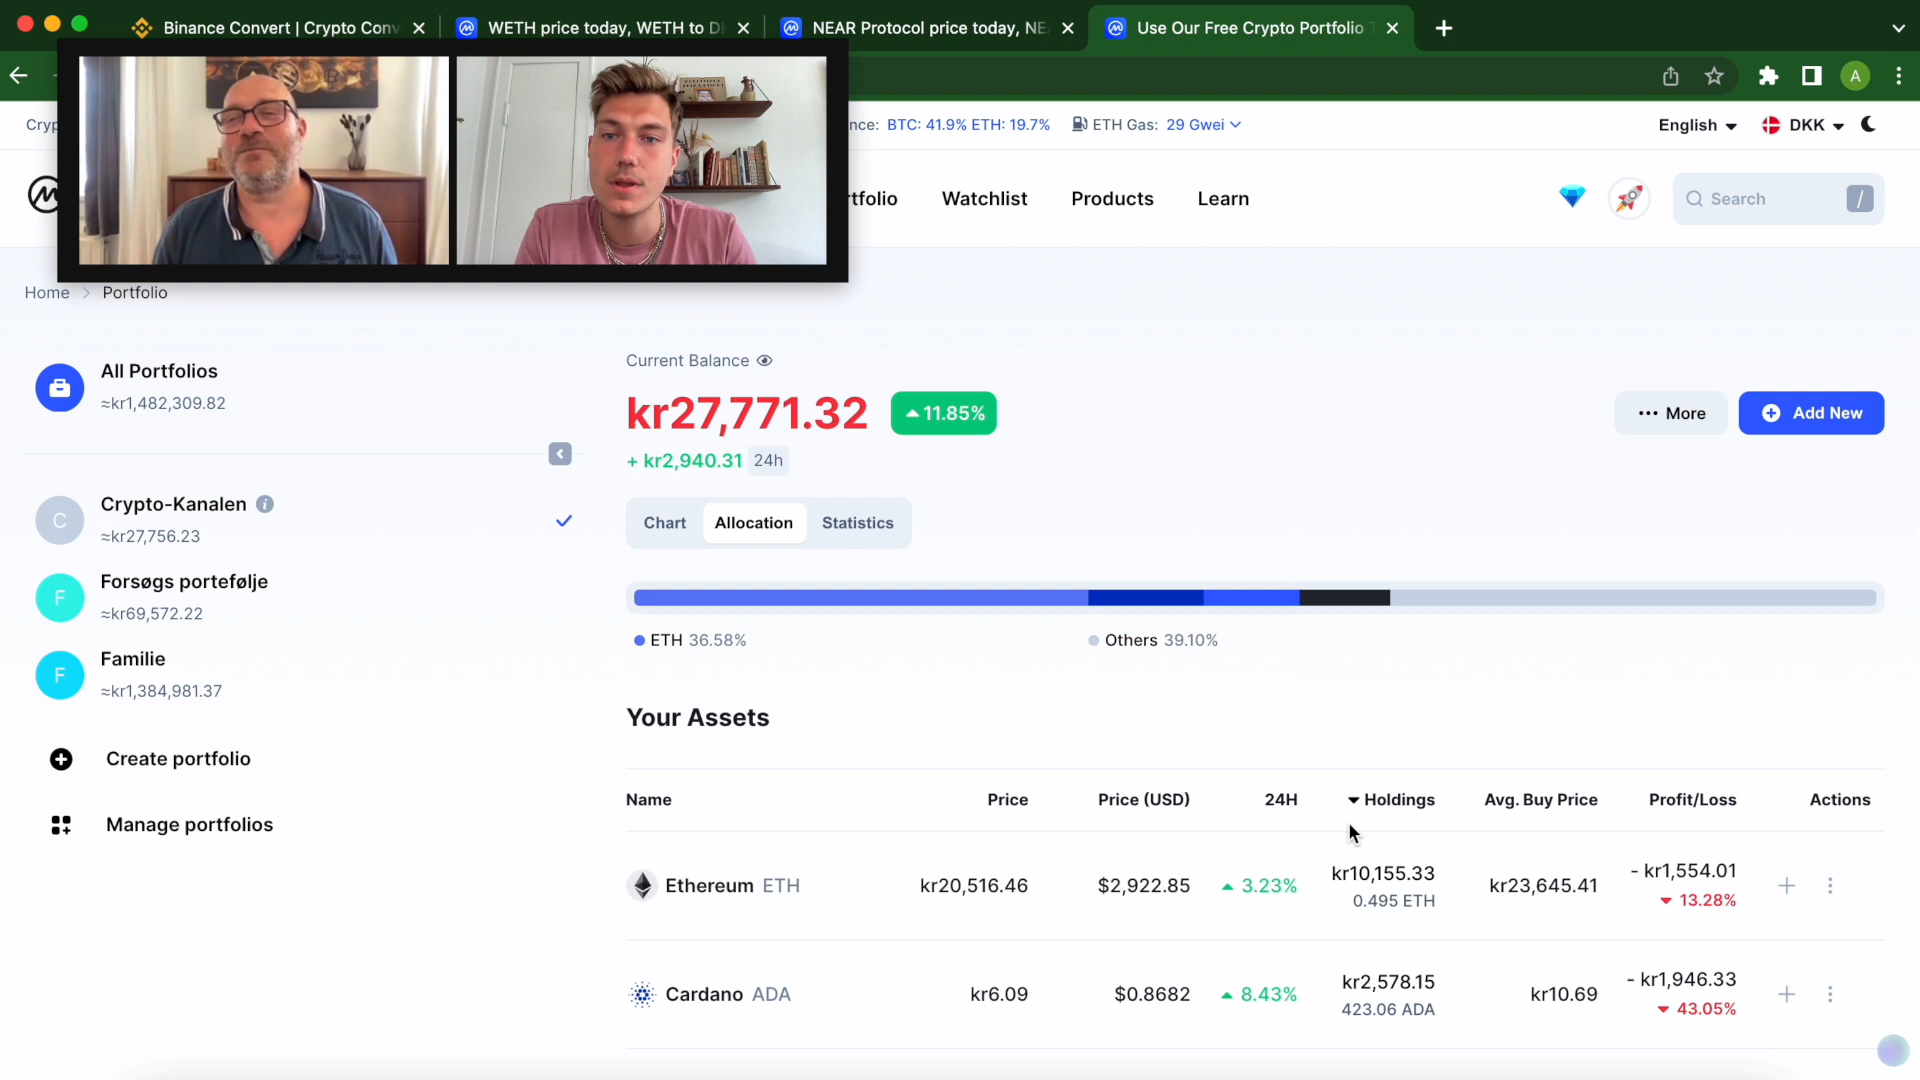 Binance Convert | Crypto Conv
WETH price today, WETH to D
NEAR Protocol price today, NE
Use Our Free Crypto Portfolio T
A
Cryp
nce: BTC: 41.9% ETH: 19.7% ETH Gas: 29 Gwei
English DKK
rtfolio Watchlist Products Learn
Search /
Home > Portfolio
All Portfolios
≈kr1,482,309.82
C
Crypto-Kanalen
≈kr27,756.23
F
Forsøgs portefølje
≈kr69,572.22
F
Familie
≈kr1,384,981.37
Create portfolio
Manage portfolios
Current Balance
kr27,771.32 11.85%
+ kr2,940.31 24h
More Add New
Chart Allocation Statistics
ETH 36.58% Others 39.10%
Your Assets
Name Price Price (USD) 24H Holdings Avg. Buy Price Profit/Loss Actions
Ethereum ETH kr20,516.46 $2,922.85 3.23% kr10,155.33 kr23,645.41 - kr1,554.01
0.495 ETH 13.28%
Cardano ADA kr6.09 $0.8682 8.43% kr2,578.15 kr10.69 - kr1,946.33
423.06 ADA 43.05%